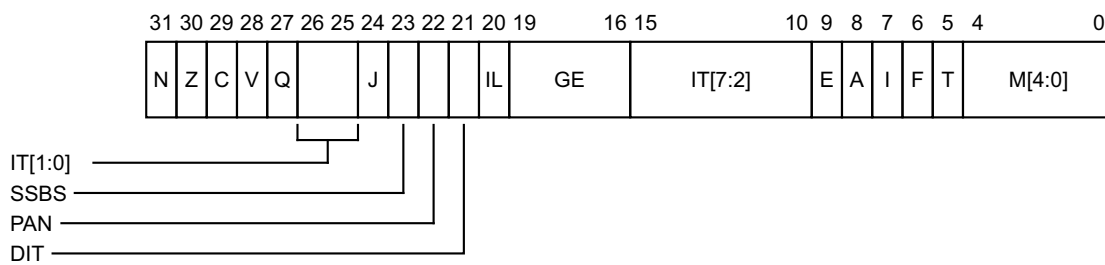 31 30 29 28 27 26 25 24 23 22 21 20 19 16 15 10 9 8 7 6 5 4 0
N Z C V Q J IL GE IT[7:2] E A I F T M[4:0]
IT[1:0]
SSBS
PAN
DIT